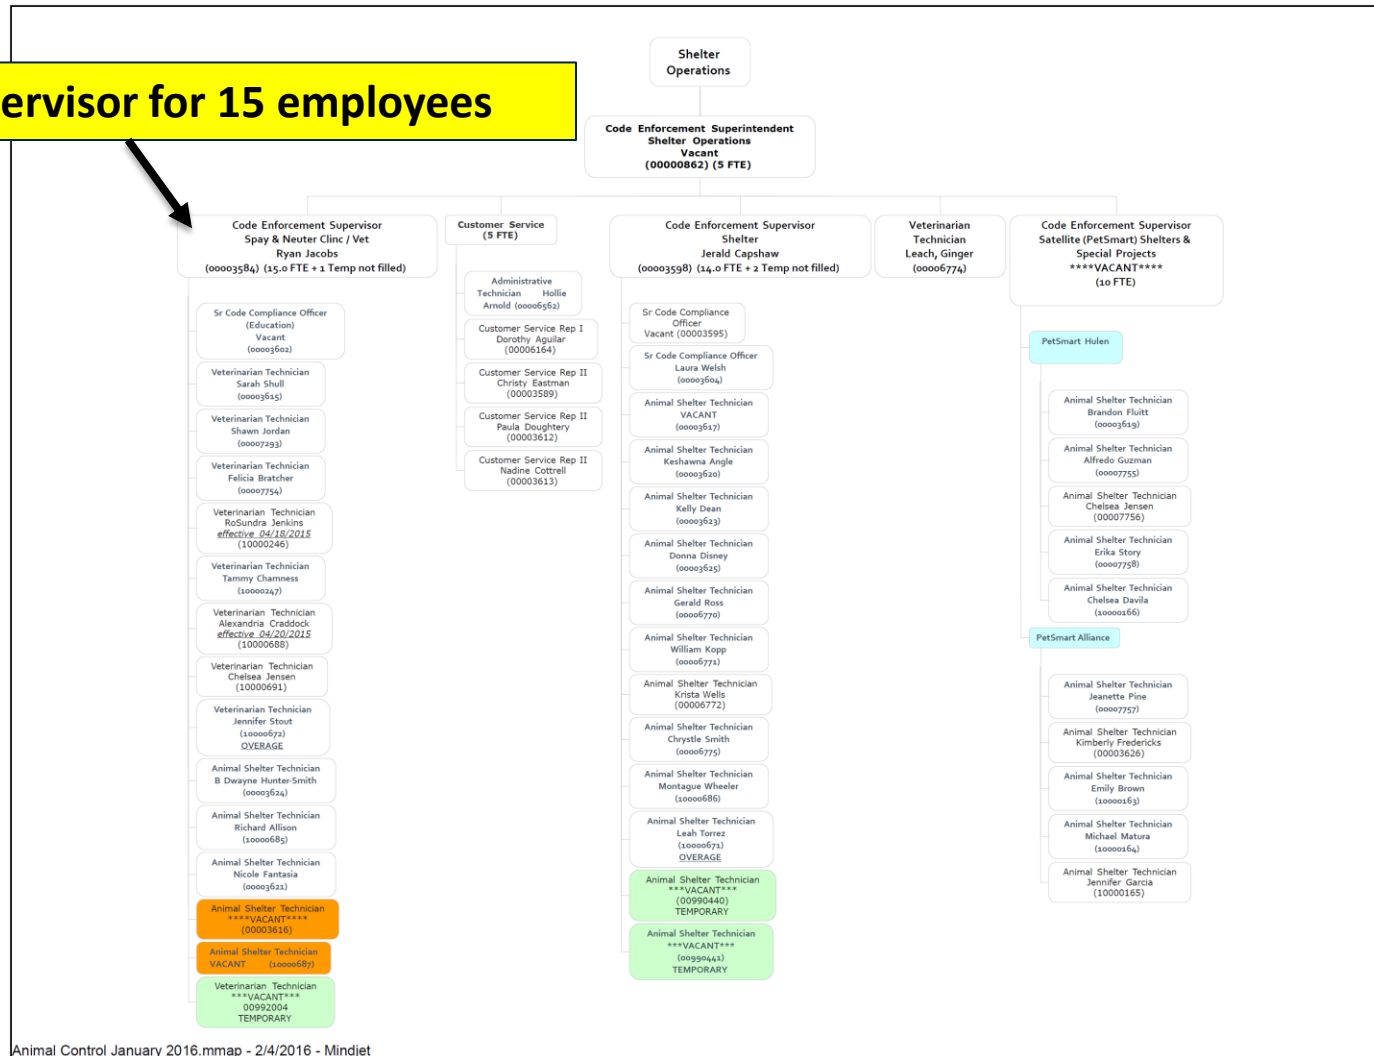 Shelter
Operations
ervisor for 15 employees
Code Enforcement Superintendent
Shelter Operations
Vacant
(00000862) (5 FTE)
Code Enforcement Supervisor
Spay & Neuter Clinc / Vet
Ryan Jacobs
(00003584) (15.0 FTE + 1 Temp not filled)
Sr Code Compliance Officer
(Education)
Vacant
(00003602)
Veterinarian Technician
Sarah Shull
(00003615)
Veterinarian Technician
Shawn Jordan
(00007293)
Veterinarian Technician
Felicia Bratcher
(00007754)
Veterinarian Technician
RoSundra Jenkins
effective 04/18/2015
(10000246)
Veterinarian Technician
Tammy Chamness
(10000247)
Veterinarian Technician
Alexandria Craddock
effective 04/20/2015
(10000688)
Veterinarian Technician
Chelsea Jensen
(10000691)
Veterinarian Technician
Jennifer Stout
(10000672)
OVERAGE
Animal Shelter Technician
B Dwayne Hunter-Smith
(00003624)
Animal Shelter Technician
Richard Allison
(10000685)
Animal Shelter Technician
Nicole Fantasia
(00003621)
Animal Shelter Technician
****VACANT****
(00003616)
Animal Shelter Technician
VACANT (10000687)
Veterinarian Technician
***VACANT***
00992004
TEMPORARY
Customer Service
(5 FTE)
Administrative
Technician Hollie
Arnold (00006562)
Customer Service Rep I
Dorothy Aguilar
(00006164)
Customer Service Rep II
Christy Eastman
(00003589)
Customer Service Rep II
Paula Doughtery
(00003612)
Customer Service Rep II
Nadine Cottrell
(00003613)
Code Enforcement Supervisor
Shelter
Jerald Capshaw
(00003598) (14.0 FTE + 2 Temp not filled)
Sr Code Compliance
Officer
Vacant (00003595)
Sr Code Compliance Officer
Laura Welsh
(00003604)
Animal Shelter Technician
VACANT
(00003617)
Animal Shelter Technician
Keshawna Angle
(00003620)
Animal Shelter Technician
Kelly Dean
(00003623)
Animal Shelter Technician
Donna Disney
(00003625)
Animal Shelter Technician
Gerald Ross
(00006770)
Animal Shelter Technician
William Kopp
(00006771)
Animal Shelter Technician
Krista Wells
(00006772)
Animal Shelter Technician
Chrystle Smith
(00006775)
Animal Shelter Technician
Montague Wheeler
(10000686)
Animal Shelter Technician
Leah Torrez
(10000671)
OVERAGE
Animal Shelter Technician
***VACANT***
(00990440)
TEMPORARY
Animal Shelter Technician
***VACANT***
(00990441)
TEMPORARY
Veterinarian
Technician
Leach, Ginger
(00006774)
Code Enforcement Supervisor
Satellite (PetSmart) Shelters &
Special Projects
****VACANT****
(10 FTE)
PetSmart Hulen
Animal Shelter Technician
Brandon Fluitt
(00003619)
Animal Shelter Technician
Alfredo Guzman
(00007755)
Animal Shelter Technician
Chelsea Jensen
(00007756)
Animal Shelter Technician
Erika Story
(00007758)
Animal Shelter Technician
Chelsea Davila
(10000166)
PetSmart Alliance
Animal Shelter Technician
Jeanette Pine
(00007757)
Animal Shelter Technician
Kimberly Fredericks
(00003626)
Animal Shelter Technician
Emily Brown
(10000163)
Animal Shelter Technician
Michael Matura
(10000164)
Animal Shelter Technician
Jennifer Garcia
(10000165)
Animal Control January 2016.mmap - 2/4/2016 - Mindjet